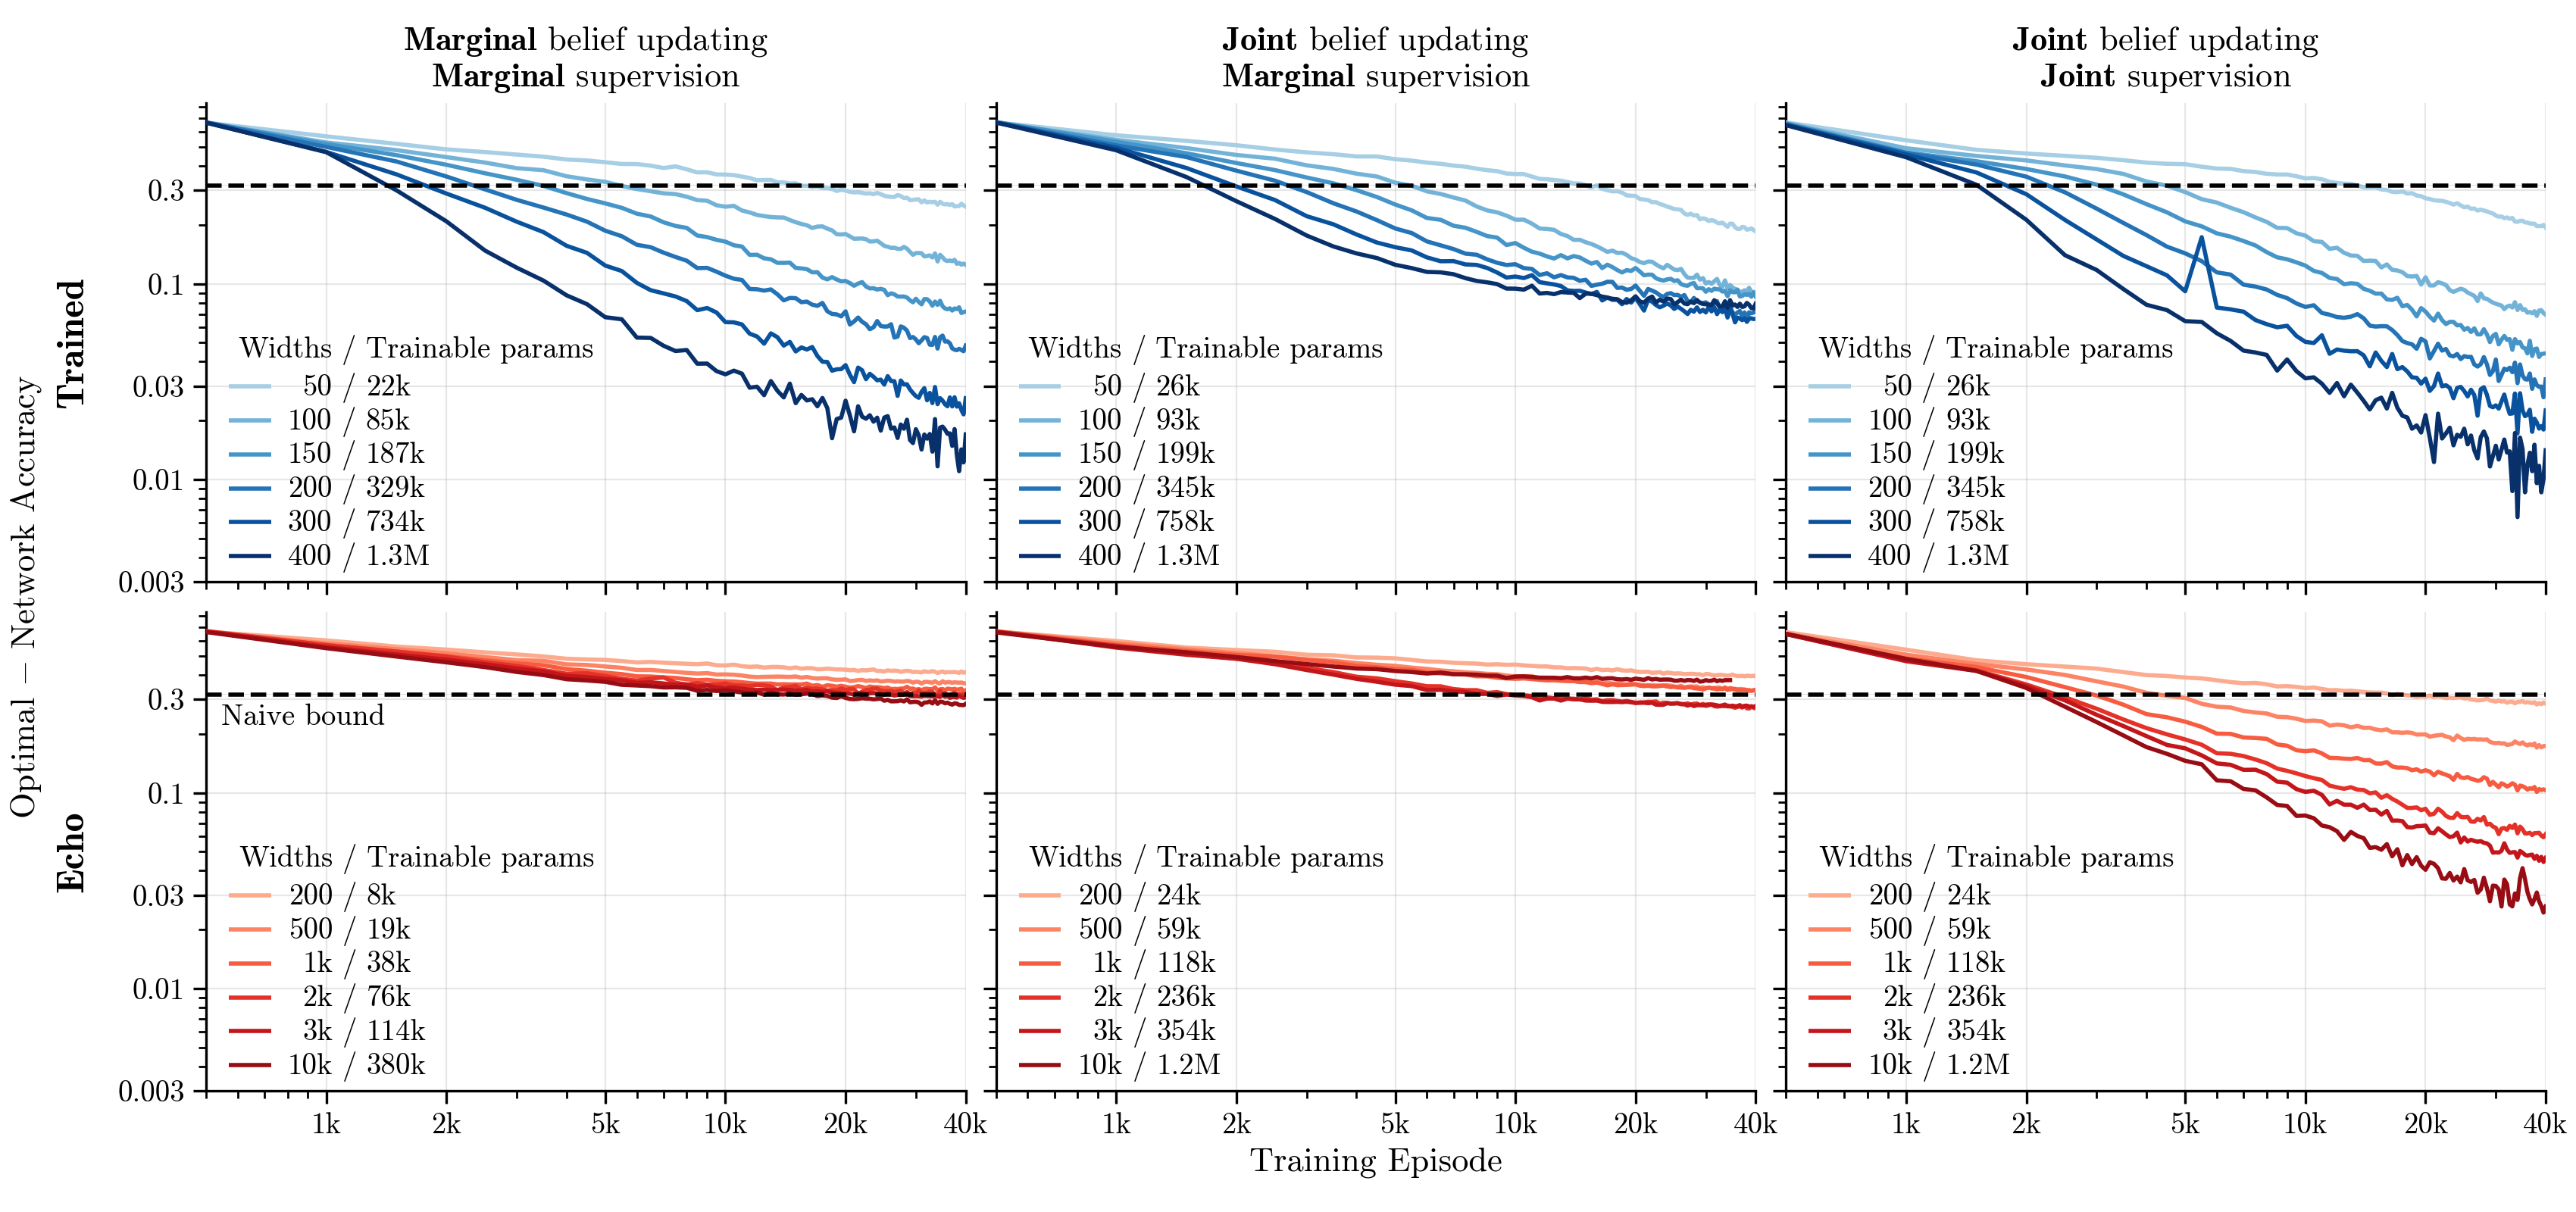 Marginal belief updating
Marginal supervision
Joint belief updating
Marginal supervision
Joint belief updating
Joint supervision
Optimal – Network Accuracy
Trained
0.3
0.1
0.03
0.01
0.003
Widths / Trainable params
50 / 22k
100 / 85k
150 / 187k
200 / 329k
300 / 734k
400 / 1.3M
Widths / Trainable params
50 / 26k
100 / 93k
150 / 199k
200 / 345k
300 / 758k
400 / 1.3M
Widths / Trainable params
50 / 26k
100 / 93k
150 / 199k
200 / 345k
300 / 758k
400 / 1.3M
Echo
0.3
0.1
0.03
0.01
0.003
Naive bound
Widths / Trainable params
200 / 8k
500 / 19k
1k / 38k
2k / 76k
3k / 114k
10k / 380k
Widths / Trainable params
200 / 24k
500 / 59k
1k / 118k
2k / 236k
3k / 354k
10k / 1.2M
Widths / Trainable params
200 / 24k
500 / 59k
1k / 118k
2k / 236k
3k / 354k
10k / 1.2M
1k 2k 5k 10k 20k 40k
1k 2k 5k 10k 20k 40k
1k 2k 5k 10k 20k 40k
Training Episode